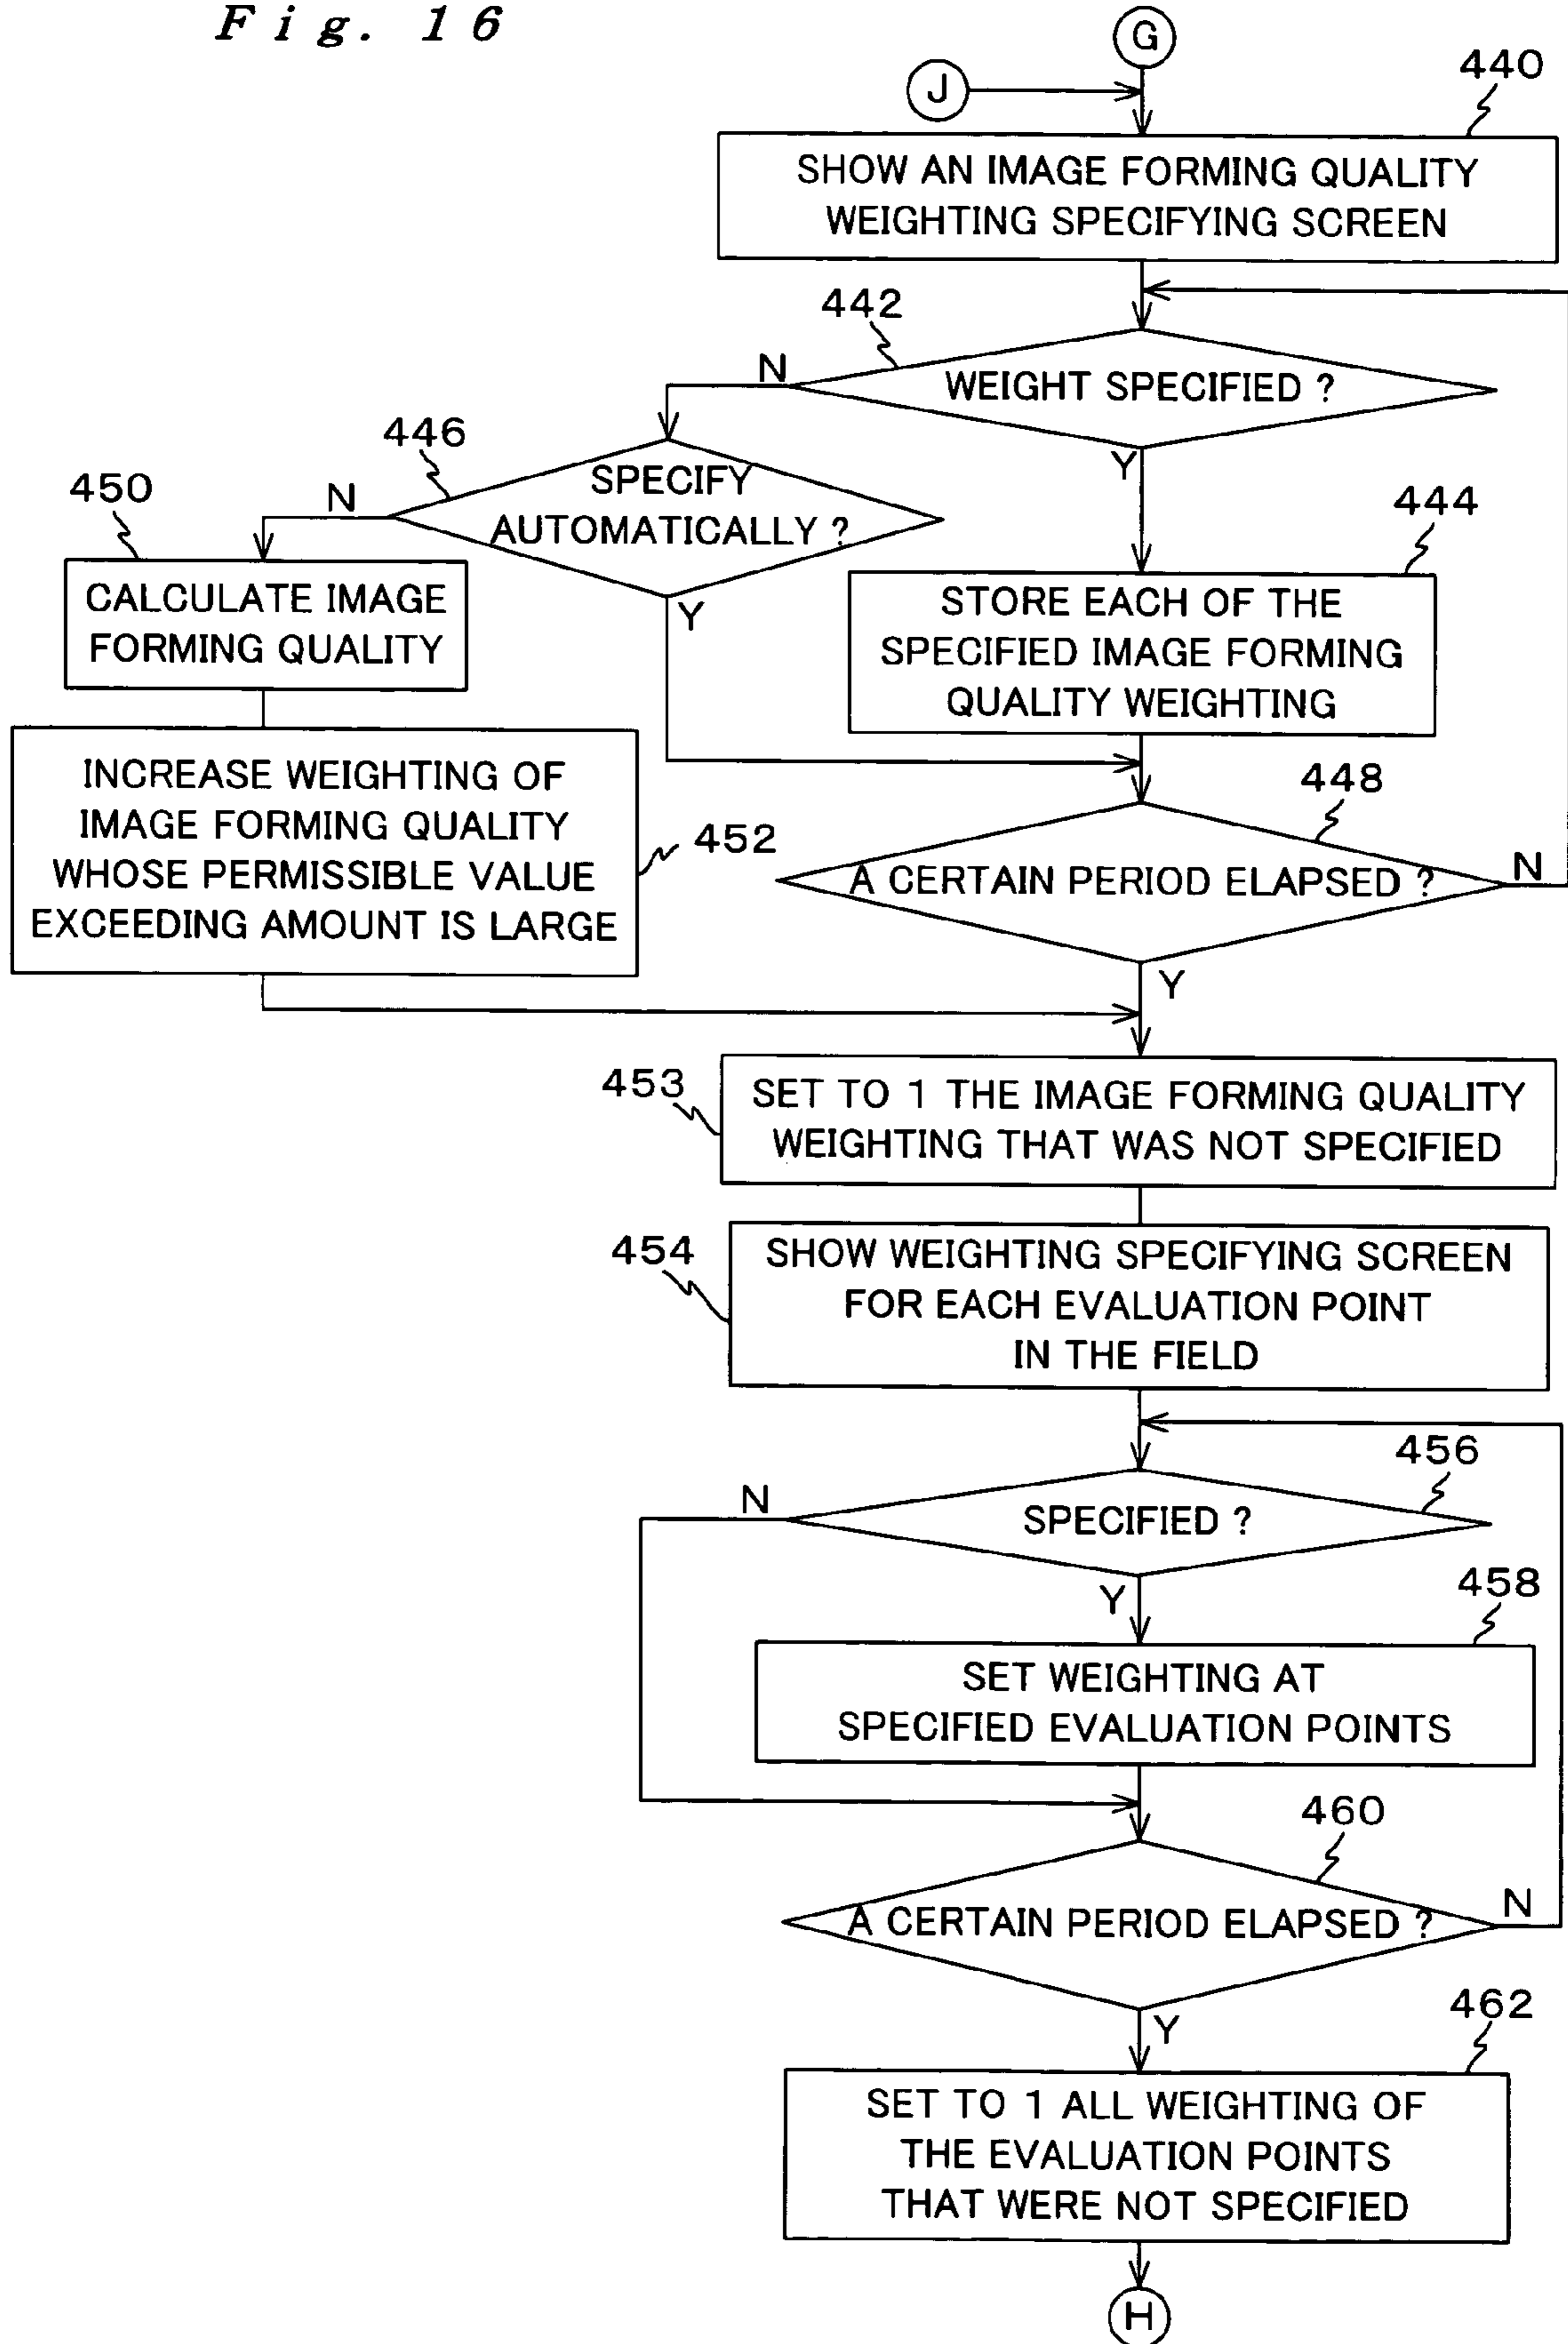 Fig. 16
G
J
440
SHOW AN IMAGE FORMING QUALITY
WEIGHTING SPECIFYING SCREEN
442
N
WEIGHT SPECIFIED ?
Y
446
SPECIFY
AUTOMATICALLY ?
N
Y
450
CALCULATE IMAGE
FORMING QUALITY
444
STORE EACH OF THE
SPECIFIED IMAGE FORMING
QUALITY WEIGHTING
INCREASE WEIGHTING OF
IMAGE FORMING QUALITY
WHOSE PERMISSIBLE VALUE
EXCEEDING AMOUNT IS LARGE
452
448
A CERTAIN PERIOD ELAPSED ?
N
Y
453
SET TO 1 THE IMAGE FORMING QUALITY
WEIGHTING THAT WAS NOT SPECIFIED
454
SHOW WEIGHTING SPECIFYING SCREEN
FOR EACH EVALUATION POINT
IN THE FIELD
456
N
SPECIFIED ?
Y
458
SET WEIGHTING AT
SPECIFIED EVALUATION POINTS
460
A CERTAIN PERIOD ELAPSED ?
N
Y
462
SET TO 1 ALL WEIGHTING OF
THE EVALUATION POINTS
THAT WERE NOT SPECIFIED
H